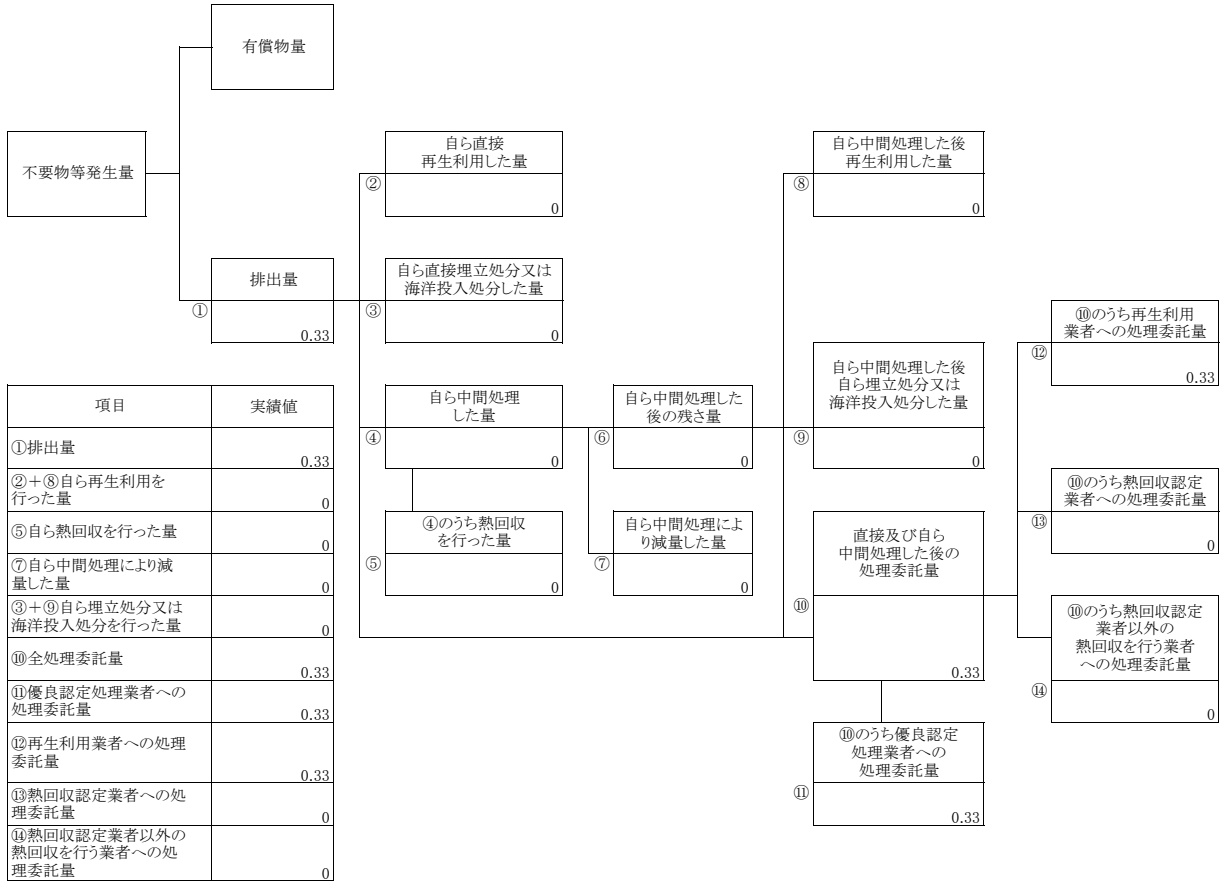 有償物量
不要物等発生量
排出量
①
0.33
自ら直接
再生利用した量
②
0
自ら直接埋立処分又は
海洋投入処分した量
③
0
自ら中間処理
した量
④
0
④のうち熱回収
を行った量
⑤
0
自ら中間処理した
後の残さ量
⑥
0
自ら中間処理によ
り減量した量
⑦
0
自ら中間処理した後
再生利用した量
⑧
0
自ら中間処理した後
自ら埋立処分又は
海洋投入処分した量
⑨
0
直接及び自ら
中間処理した後の
処理委託量
⑩
0.33
⑩のうち優良認定
処理業者への
処理委託量
⑪
0.33
⑩のうち再生利用
業者への処理委託量
⑫
0.33
⑩のうち熱回収認定
業者への処理委託量
⑬
0
⑩のうち熱回収認定
業者以外の
熱回収を行う業者
への処理委託量
⑭
0
項目 実績値
①排出量 0.33
②＋⑧自ら再生利用を
行った量 0
⑤自ら熱回収を行った量 0
⑦自ら中間処理により減
量した量 0
③＋⑨自ら埋立処分又は
海洋投入処分を行った量 0
⑩全処理委託量 0.33
⑪優良認定処理業者への
処理委託量 0.33
⑫再生利用業者への処理
委託量 0.33
⑬熱回収認定業者への処
理委託量 0
⑭熱回収認定業者以外の
熱回収を行う業者への処
理委託量 0